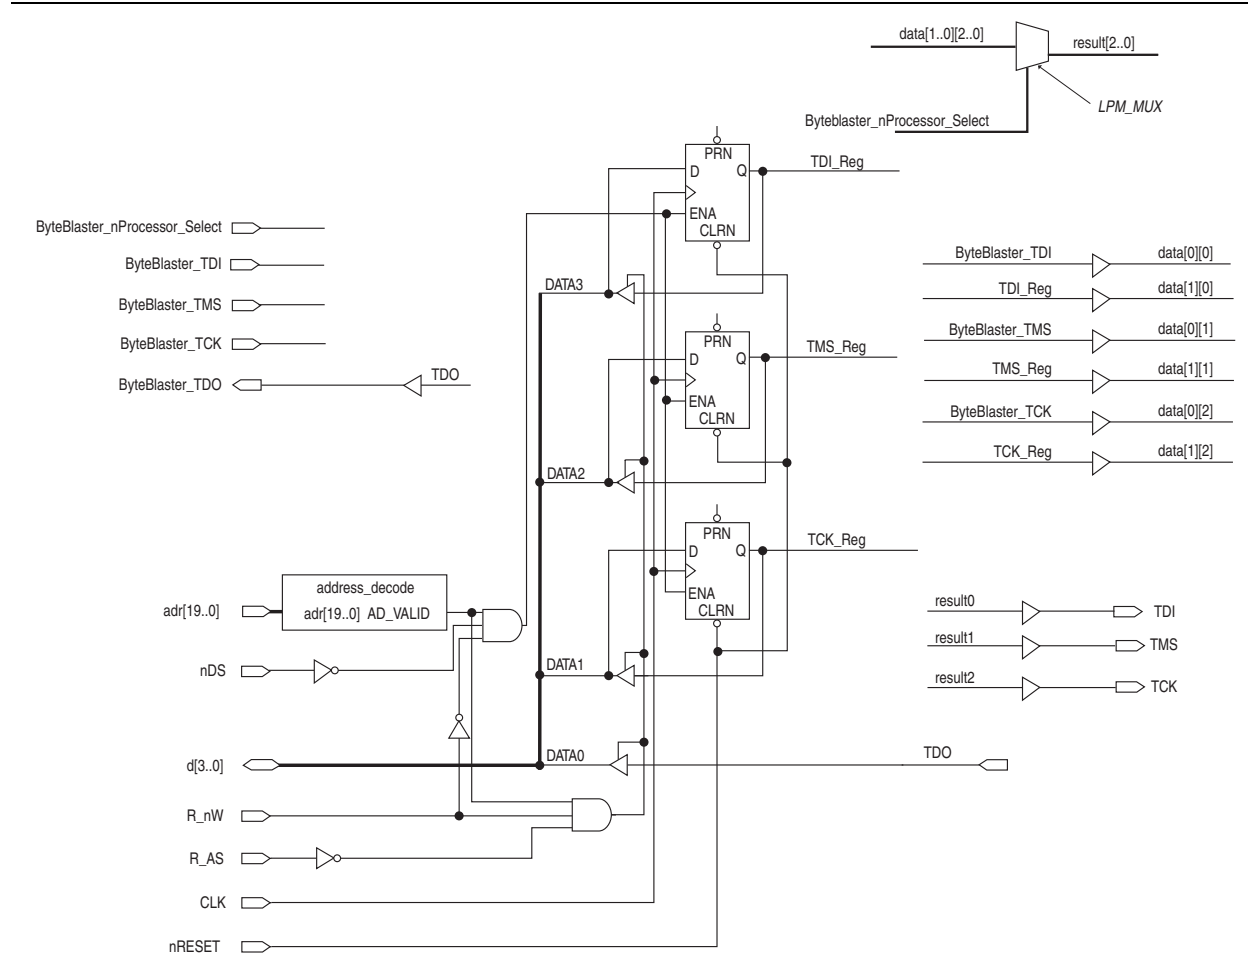 data[1..0][2..0]
result[2..0]
LPM_MUX
Byteblaster_nProcessor_Select
PRN
D
Q
TDI_Reg
ENA
CLRN
ByteBlaster_nProcessor_Select
ByteBlaster_TDI
ByteBlaster_TMS
ByteBlaster_TCK
ByteBlaster_TDO
TDO
DATA3
PRN
D
Q
TMS_Reg
ENA
CLRN
DATA2
PRN
D
Q
TCK_Reg
ENA
CLRN
DATA1
DATA0
TDO
ByteBlaster_TDI
data[0][0]
TDI_Reg
data[1][0]
ByteBlaster_TMS
data[0][1]
TMS_Reg
data[1][1]
ByteBlaster_TCK
data[0][2]
TCK_Reg
data[1][2]
address_decode
adr[19..0]
adr[19..0] AD_VALID
nDS
d[3..0]
R_nW
R_AS
CLK
nRESET
result0
TDI
result1
TMS
result2
TCK